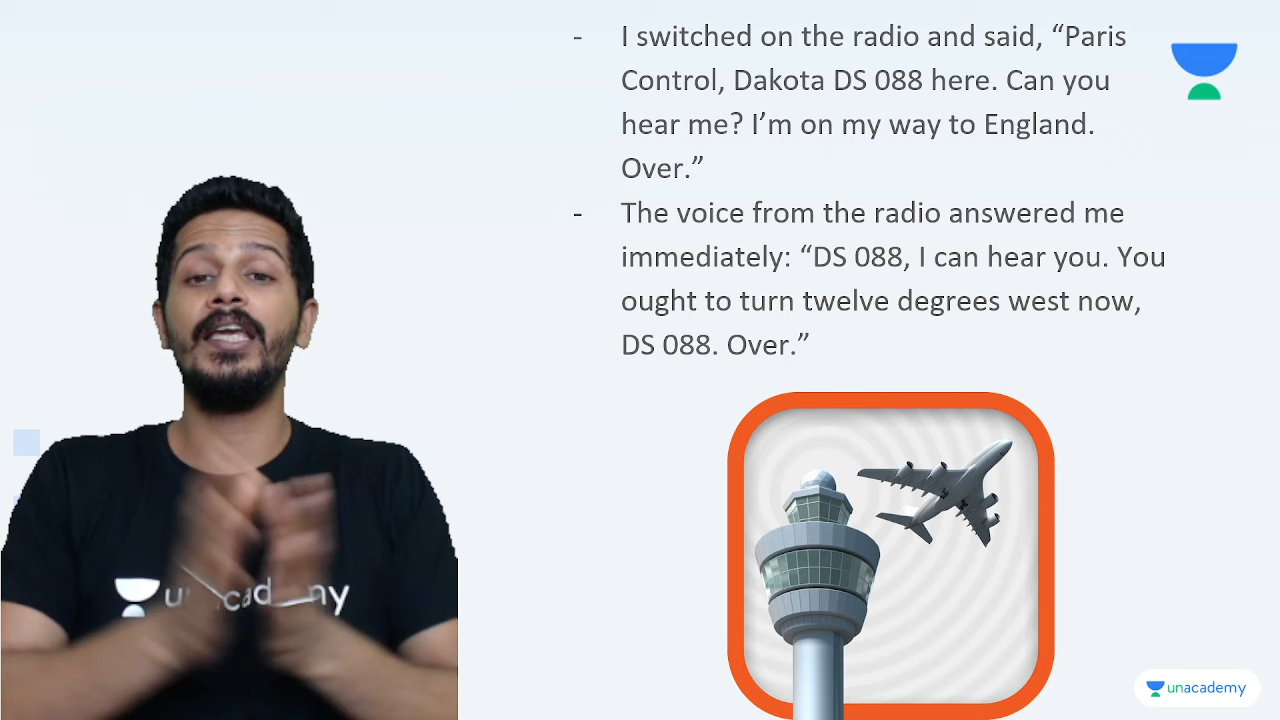 - I switched on the radio and said, “Paris
Control, Dakota DS 088 here. Can you
hear me? I’m on my way to England.
Over.”
- The voice from the radio answered me
immediately: “DS 088, I can hear you. You
ought to turn twelve degrees west now,
DS 088. Over.”
unacademy